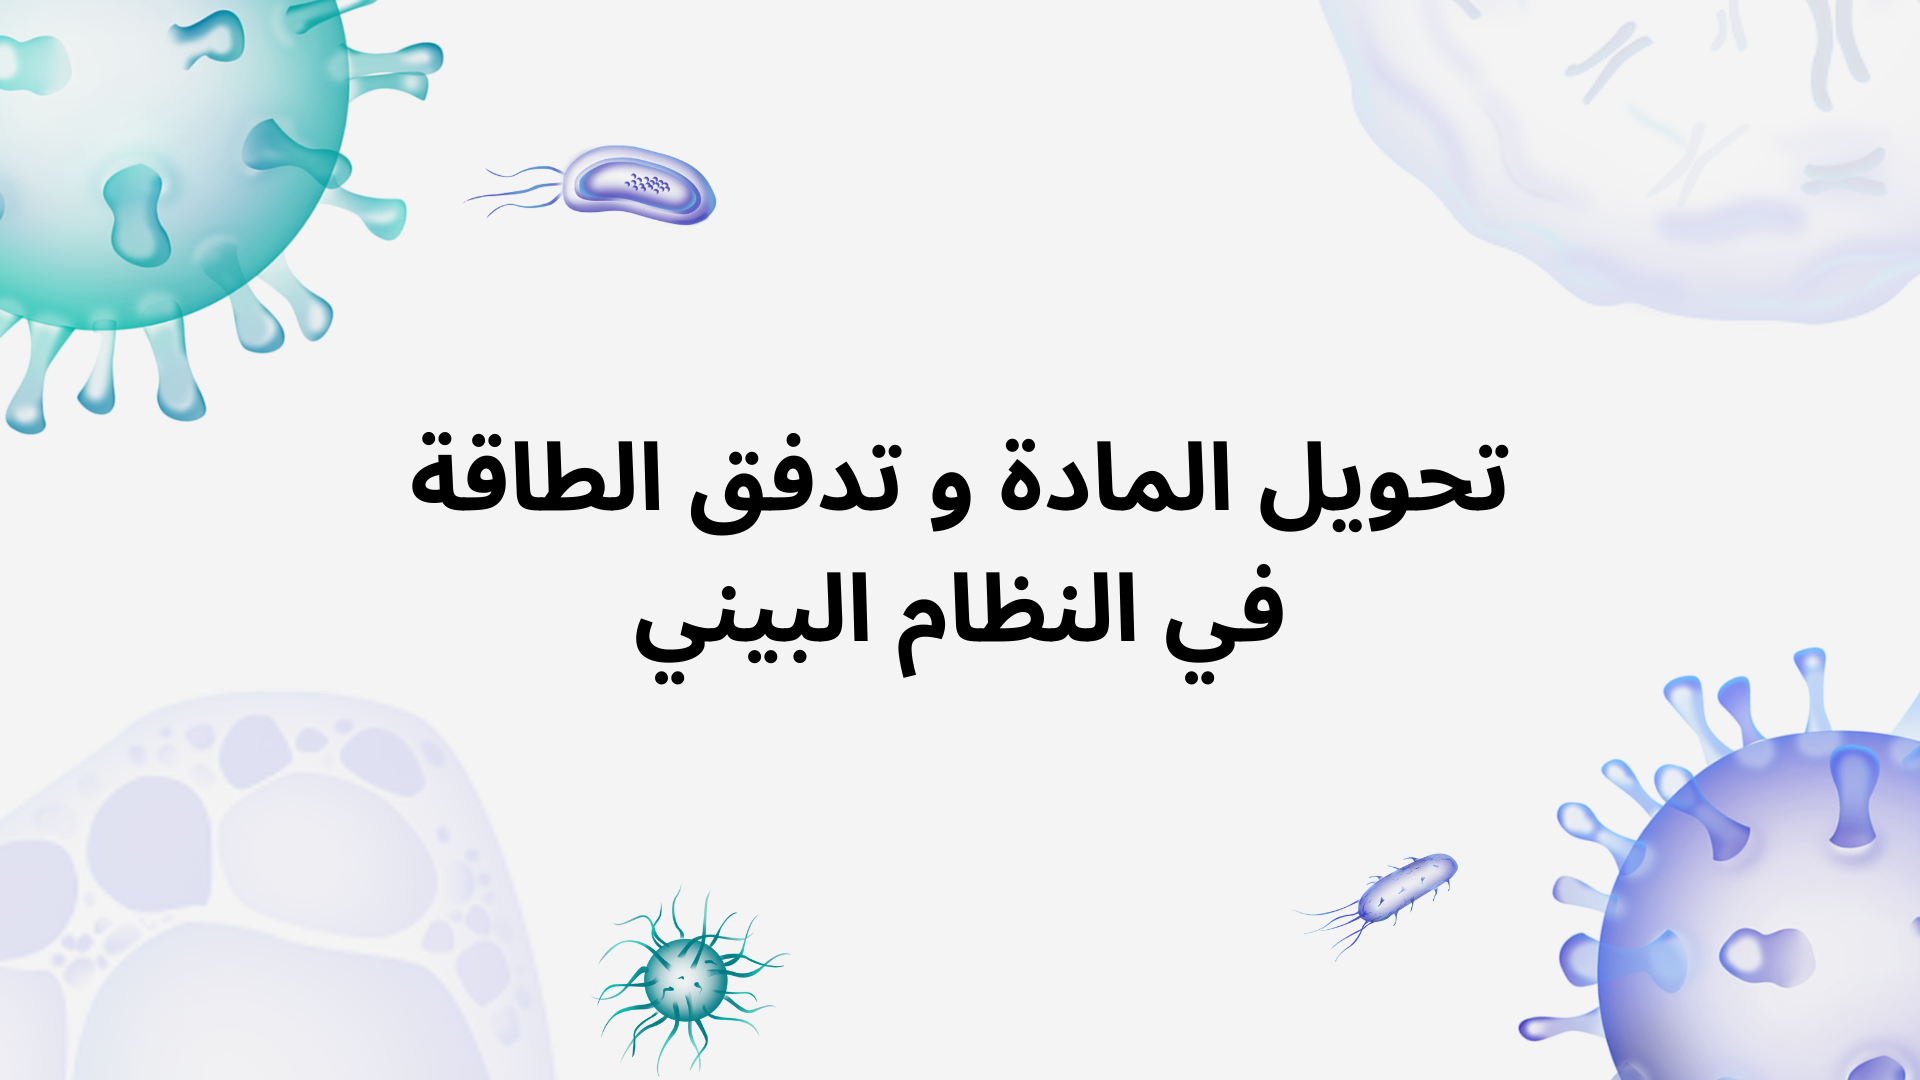 تحويل المادة و تدفق الطاقة
في النظام البيني